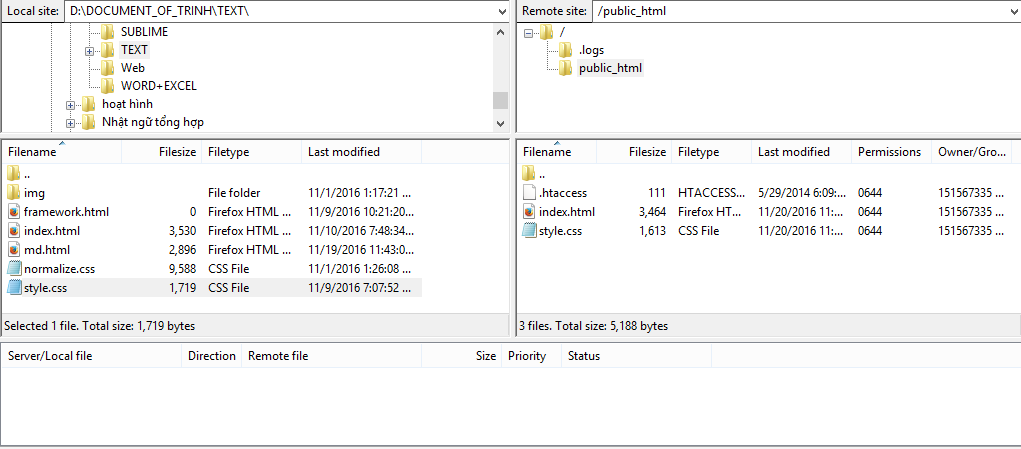 Local site: D:\DOCUMENT_OF_TRINH\TEXT\
SUBLIME
TEXT
Web
WORD+EXCEL
hoạt hình
Nhật ngữ tổng hợp
Remote site: /public_html
/
.logs
public_html
Filename Filesize Filetype Last modified
..
img File folder 11/1/2016 1:17:21 ...
framework.html 0 Firefox HTML ... 11/9/2016 10:21:20...
index.html 3,530 Firefox HTML ... 11/10/2016 7:48:34...
md.html 2,896 Firefox HTML ... 11/19/2016 11:43:0...
normalize.css 9,588 CSS File 11/1/2016 1:26:08 ...
style.css 1,719 CSS File 11/9/2016 7:07:52 ...
Selected 1 file. Total size: 1,719 bytes
Filename Filesize Filetype Last modified Permissions Owner/Gro...
..
.htaccess 111 HTACCESS... 5/29/2014 6:09:... 0644 151567335 ...
index.html 3,464 Firefox HT... 11/20/2016 11:... 0644 151567335 ...
style.css 1,613 CSS File 11/20/2016 11:... 0644 151567335 ...
3 files. Total size: 5,188 bytes
Server/Local file Direction Remote file Size Priority Status